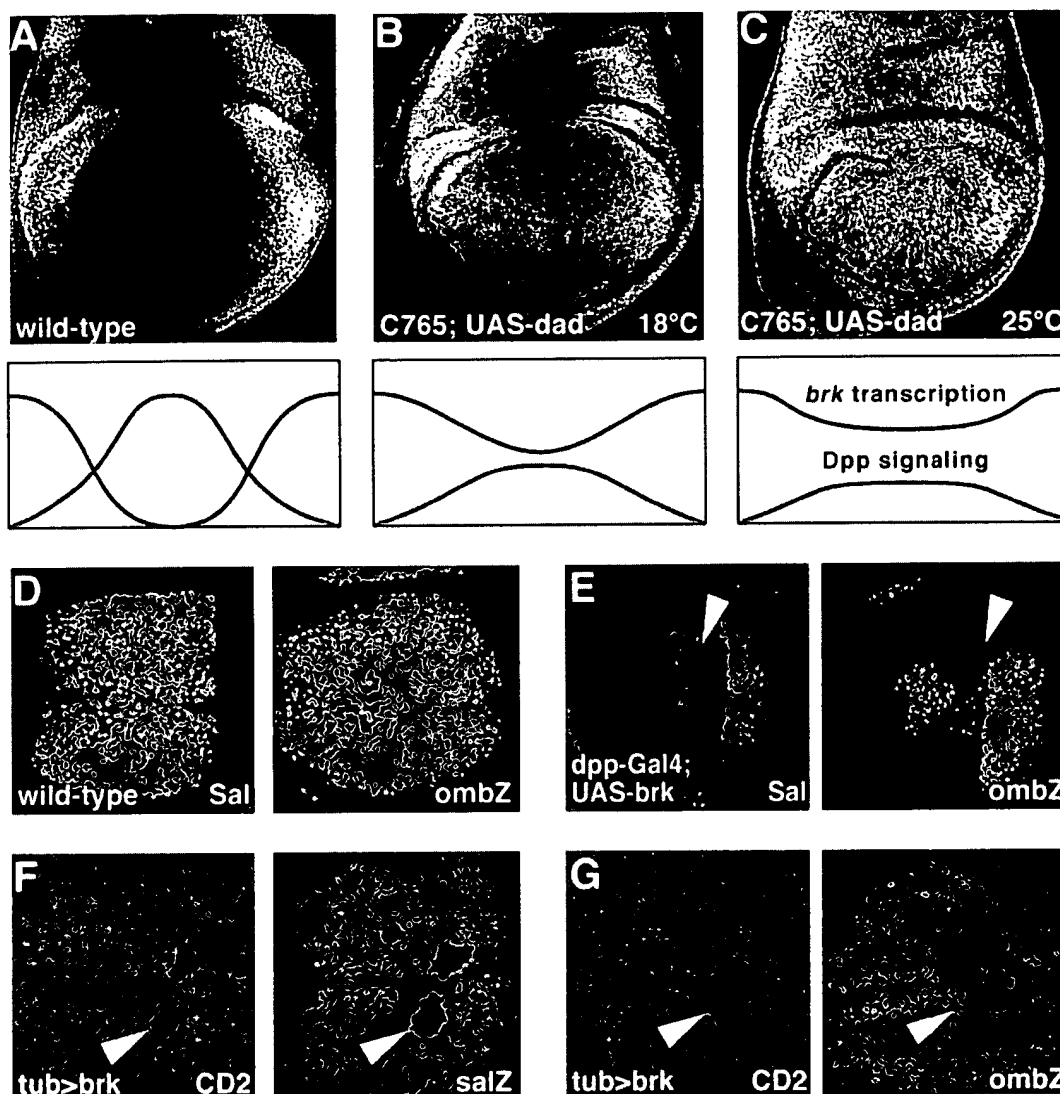 A
wild-type
B
C765; UAS-dad 18°C
C
C765; UAS-dad 25°C
brk transcription
Dpp signaling
D
wild-type Sal
ombZ
E
dpp-Gal4;
UAS-brk Sal
ombZ
F
tub>brk CD2
salZ
G
tub>brk CD2
ombZ